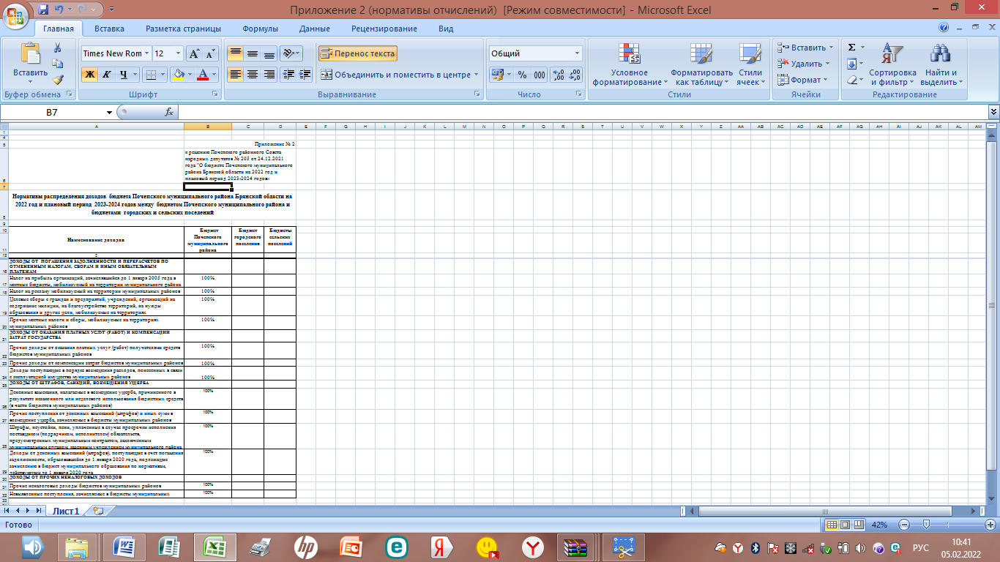 Приложение 2 (нормативы отчислений) [Режим совместимости] - Microsoft Excel
Главная Вставка Разметка страницы Формулы Данные Рецензирование Вид
Вставить
Буфер обмена
Times New Rom 12
Ж К Ч
Шрифт
Перенос текста
Объединить и поместить в центре
Выравнивание
Общий
% 000
Число
Условное форматирование
Форматировать как таблицу
Стили ячеек
Стили
Вставить
Удалить
Формат
Ячейки
Сортировка и фильтр
Найти и выделить
Редактирование
B7
fx
A B C D E F G H I J K L M N O P Q R S T U V W X Y Z AA AB AC AD AE AF AG AH AI AJ AK AL AM
Приложение № 2
к решению Почепского районного Совета
народных депутатов № 205 от 24.12.2021
года "О бюджете Почепского муниципального
района Брянской области на 2022 год и
плановый период 2023-2024 годов»
Нормативы распределения доходов бюджета Почепского муниципального района Брянской области на
2022 год и плановый период 2023-2024 годов между бюджетом Почепского муниципального района и
бюджетами городских и сельских поселений
Наименование доходов
Бюджет Почепского муниципального района
Бюджет городского поселения
Бюджеты сельских поселений
2
ДОХОДЫ ОТ ПОГАШЕНИЯ ЗАДОЛЖЕННОСТИ И ПЕРЕРАСЧЕТОВ ПО
ОТМЕНЕННЫМ НАЛОГАМ, СБОРАМ И ИНЫМ ОБЯЗАТЕЛЬНЫМ
ПЛАТЕЖАМ
Налог на прибыль организаций, зачислявшийся до 1 января 2005 года в 100%
местные бюджеты, мобилизуемый на территории муниципального района
Налог на рекламу мобилизуемый на территории муниципальных районов 100%
Целевые сборы с граждан и предприятий, учреждений, организаций на 100%
содержание милиции, на благоустройство территорий, на нужды
образования и другие цели, мобилизуемые на территориях
Прочие местные налоги и сборы, мобилизуемые на территориях 100%
муниципальных районов
ДОХОДЫ ОТ ОКАЗАНИЯ ПЛАТНЫХ УСЛУГ (РАБОТ) И КОМПЕНСАЦИИ
ЗАТРАТ ГОСУДАРСТВА
Прочие доходы от оказания платных услуг (работ) получателями средств 100%
бюджетов муниципальных районов
Прочие доходы от компенсации затрат бюджетов муниципальных районов 100%
Доходы поступающие в порядке возмещения расходов, понесенных в связи
с эксплуатацией имущества муниципальных районов 100%
ДОХОДЫ ОТ ШТРАФОВ, САНКЦИЙ, ВОЗМЕЩЕНИЯ УЩЕРБА
Денежные взыскания, налагаемые в возмещение ущерба, причиненного в 100%
результате незаконного или нецелевого использования бюджетных средств
(в части бюджетов муниципальных районов)
Прочие поступления от денежных взысканий (штрафов) и иных сумм в 100%
возмещение ущерба, зачисляемые в бюджеты муниципальных районов
Штрафы, неустойки, пени, уплаченные в случае просрочки исполнения 100%
поставщиком (подрядчиком, исполнителем) обязательств,
предусмотренных муниципальным контрактом, заключенным
муниципальным органом, казенным учреждением муниципального района
Доходы от денежных взысканий (штрафов), поступающие в счет погашения 100%
задолженности, образовавшейся до 1 января 2020 года, подлежащие
зачислению в бюджет муниципального образования по нормативам,
действующим до 1 января 2020 года
ДОХОДЫ ОТ ПРОЧИХ НЕНАЛОГОВЫХ ДОХОДОВ
Прочие неналоговые доходы бюджетов муниципальных районов 100%
Невыявленные поступления, зачисляемые в бюджеты муниципальных 100%
Лист1
Готово 42%
РУС 10:41
05.02.2022